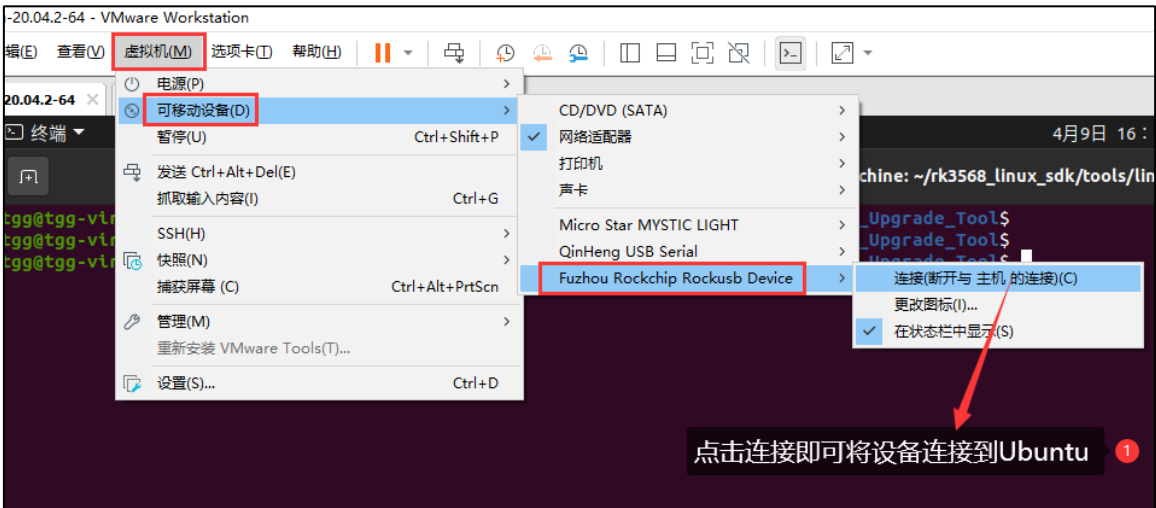 -20.04.2-64 - VMware Workstation
编辑(E) 查看(V) 虚拟机(M) 选项卡(T) 帮助(H)
电源(P)
20.04.2-64
可移动设备(D)
CD/DVD (SATA)
终端
暂停(U) Ctrl+Shift+P
网络适配器
4月9日 16:
打印机
发送 Ctrl+Alt+Del(E)
chine: ~/rk3568_linux_sdk/tools/lin
抓取输入内容(I) Ctrl+G
声卡
tgg@tgg-vir
_Upgrade_Tool$
SSH(H)
Micro Star MYSTIC LIGHT
tgg@tgg-vir
_Upgrade_Tool$
快照(N)
QinHeng USB Serial
tgg@tgg-vir
_Upgrade_Tool$
捕获屏幕 (C) Ctrl+Alt+PrtScn
Fuzhou Rockchip Rockusb Device
连接(断开与 主机 的连接)(C)
更改图标(I)...
管理(M)
在状态栏中显示(S)
重新安装 VMware Tools(T)...
设置(S)... Ctrl+D
点击连接即可将设备连接到Ubuntu 1